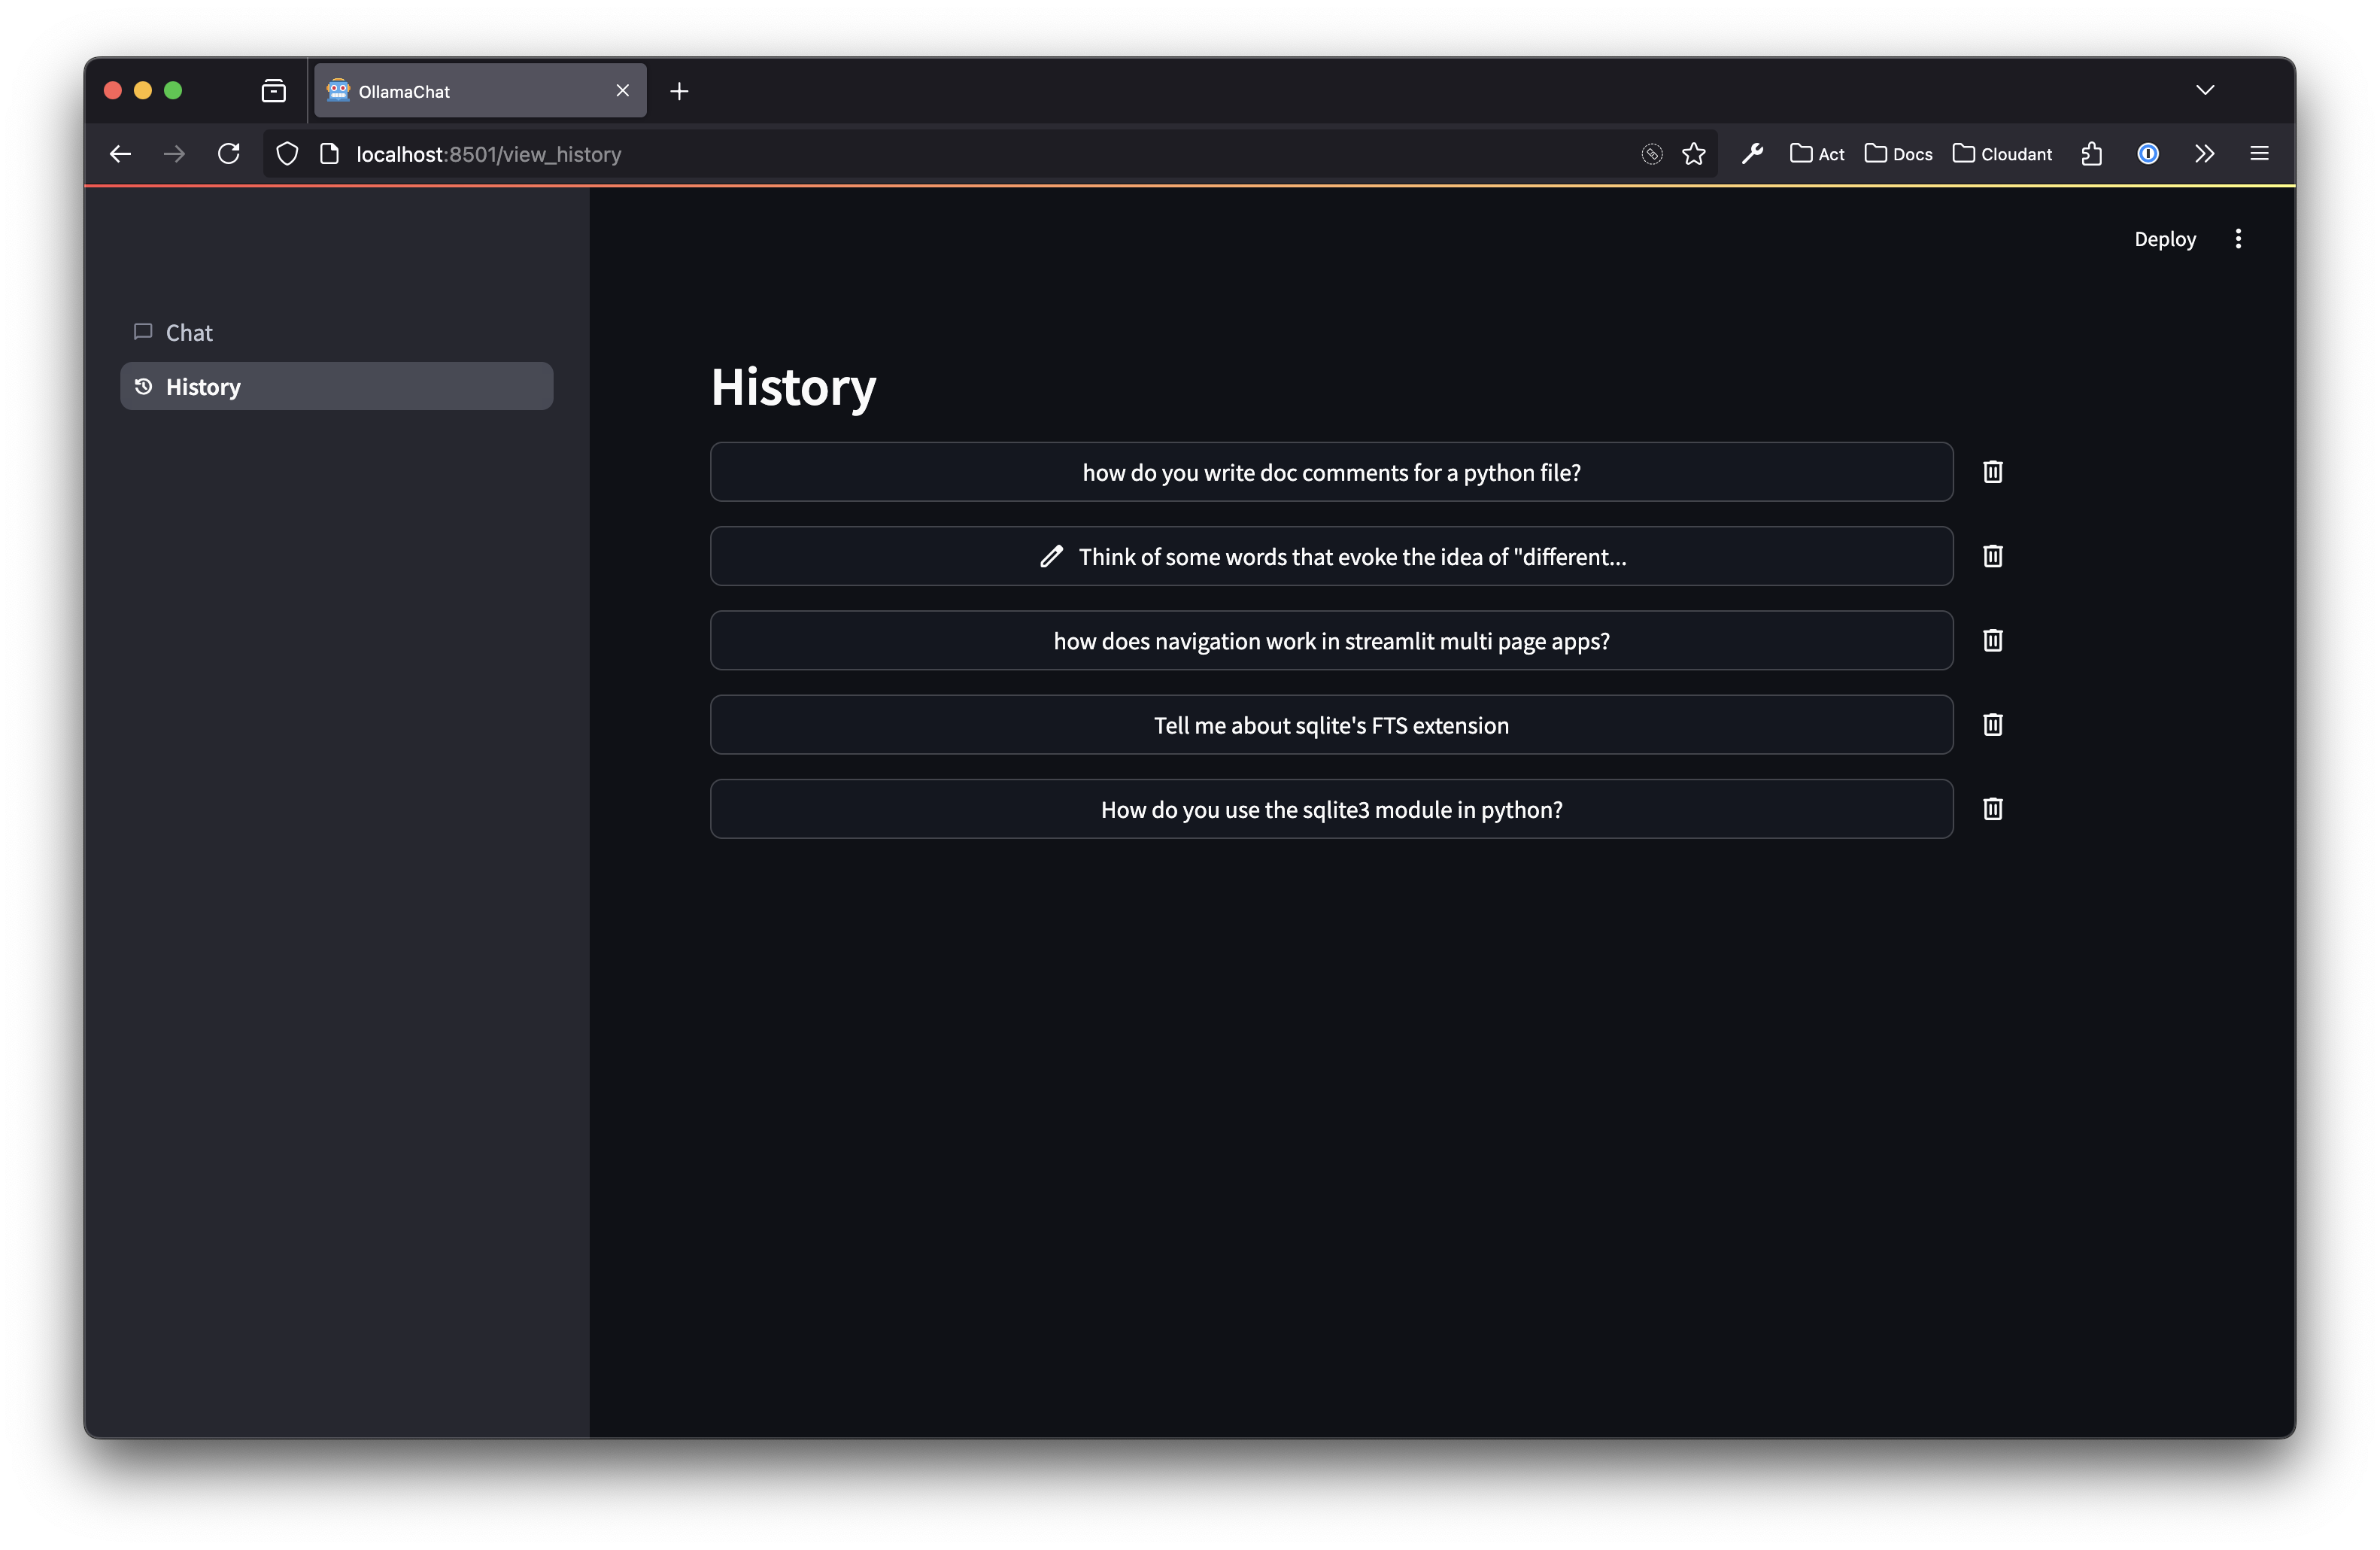 OllamaChat
localhost:8501/view_history
Act
Docs
Cloudant
Deploy
Chat
History
History
how do you write doc comments for a python file?
Think of some words that evoke the idea of "different...
how does navigation work in streamlit multi page apps?
Tell me about sqlite's FTS extension
How do you use the sqlite3 module in python?